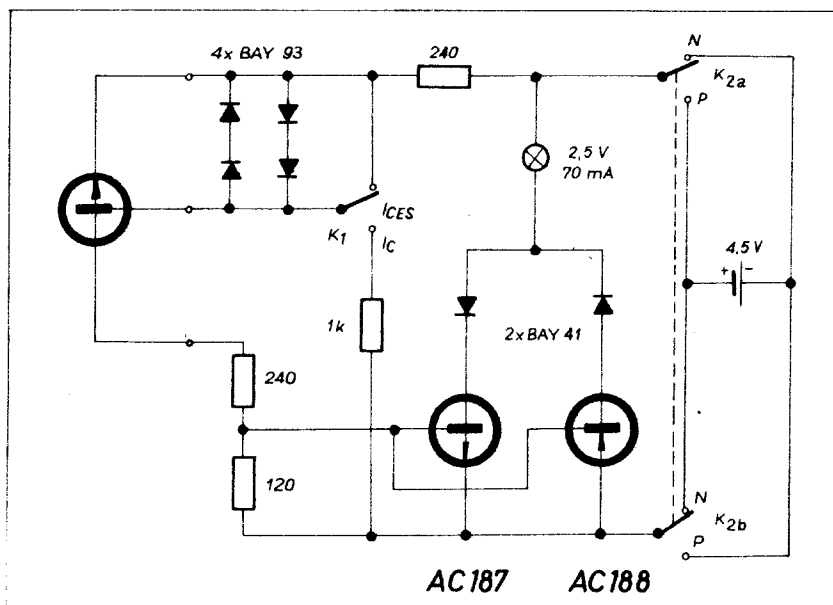 4x BAY 93
240
N
K2a
P
2,5 V
70 mA
ICES
K1
IC
4,5 V
+ -
1k
2x BAY 41
240
120
N
K2b
P
AC187
AC188